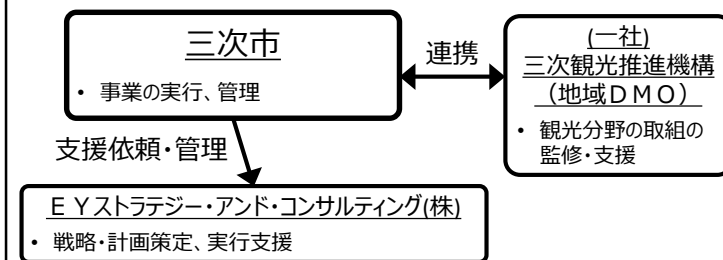 三次市
• 事業の実行、管理
連携
(一社)
三次観光推進機構
（地域ＤＭＯ）
• 観光分野の取組の
監修・支援
支援依頼・管理
ＥＹストラテジー・アンド・コンサルティング(株)
• 戦略・計画策定、実行支援